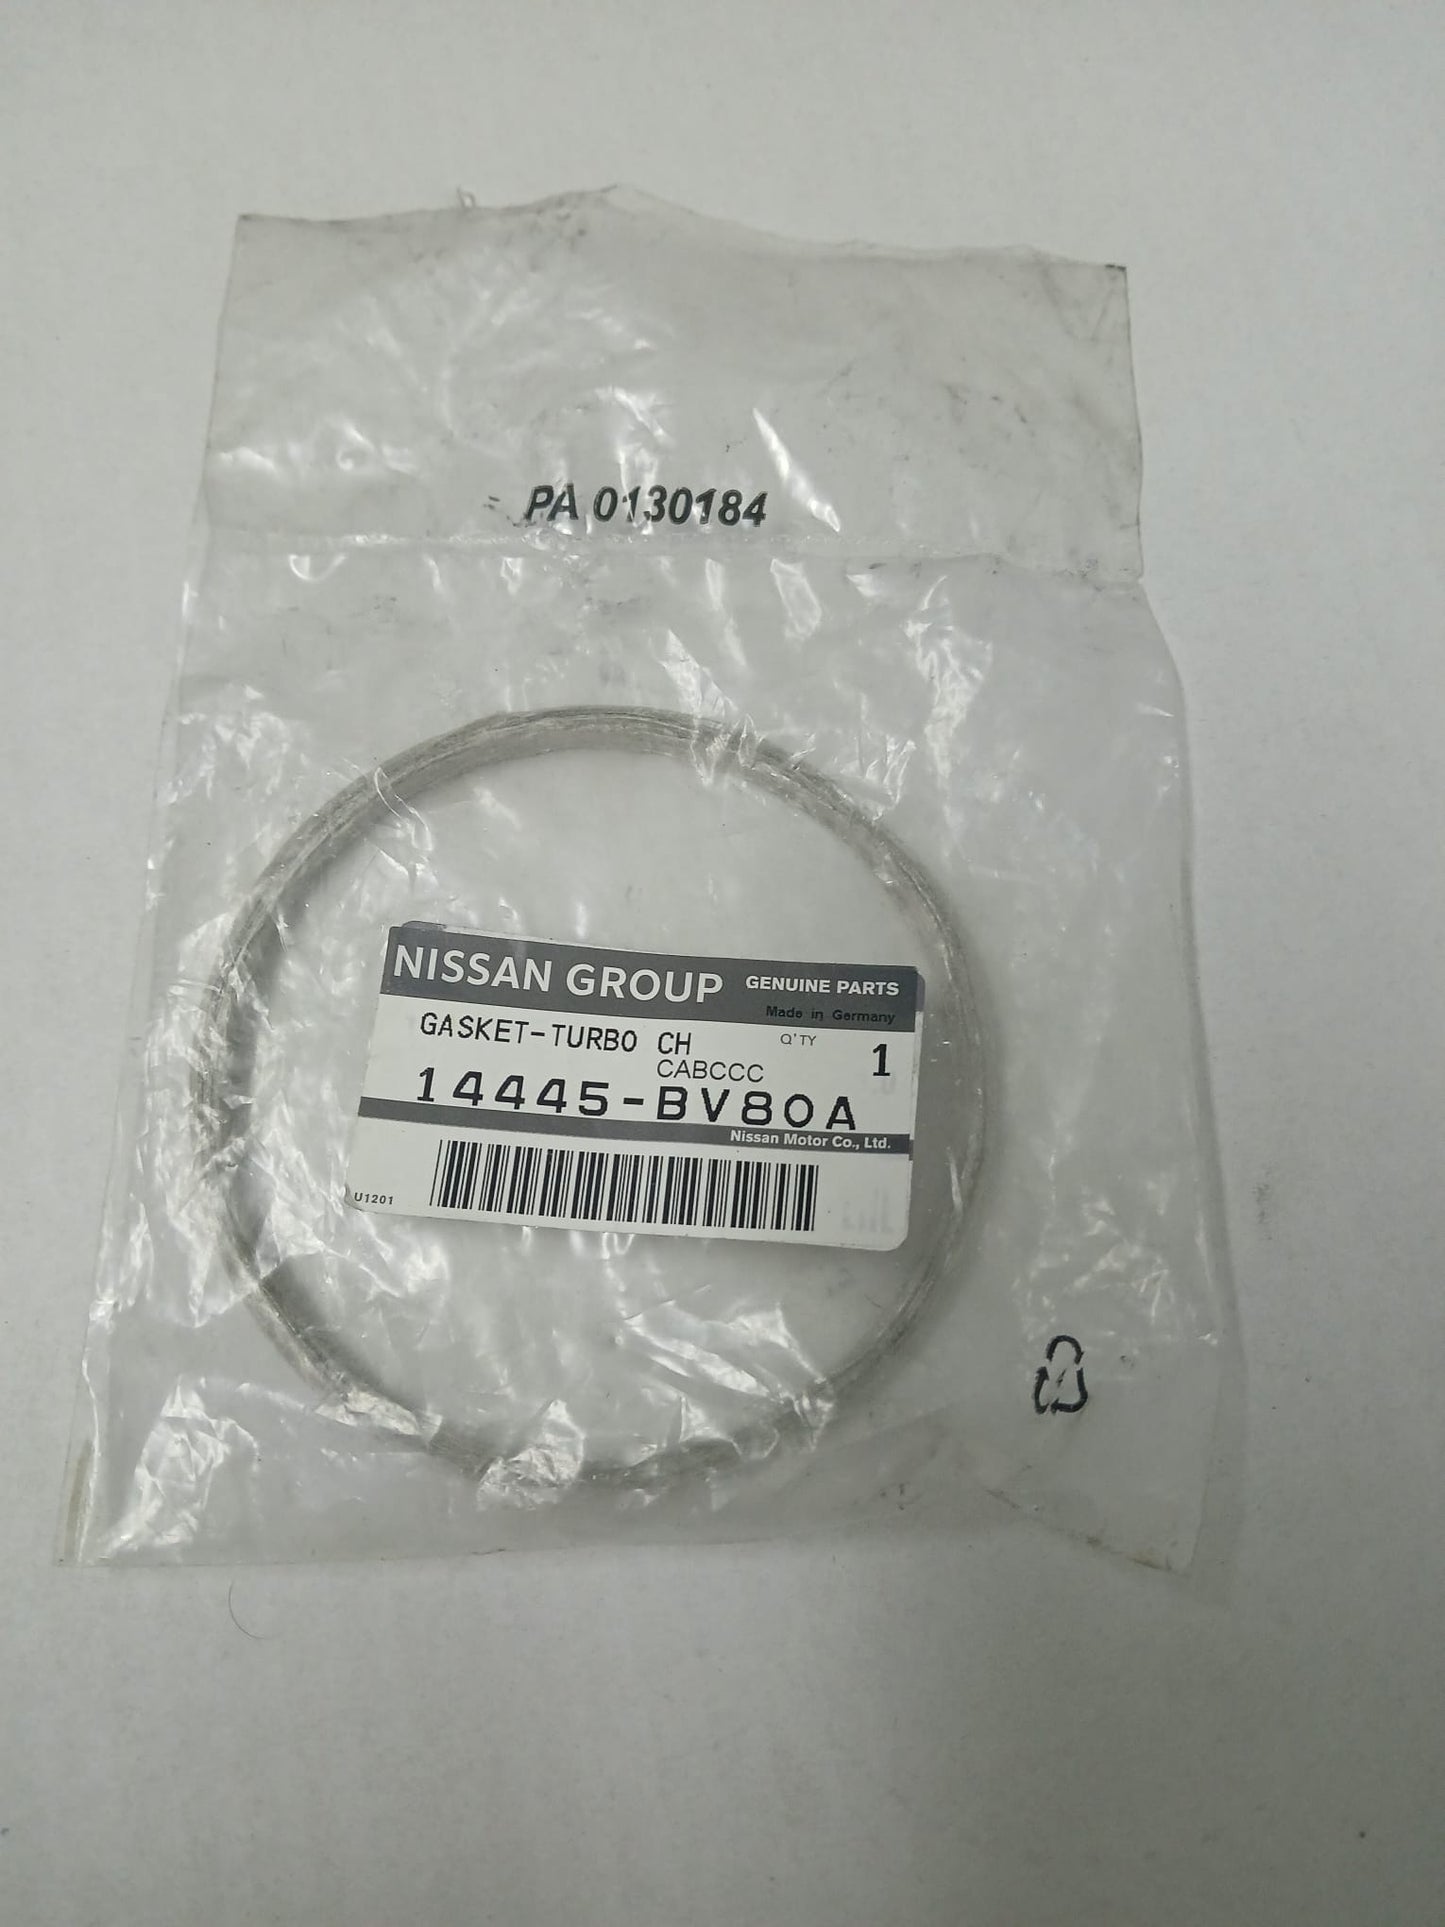 PA 0130184
NISSAN GROUP GENUINE PARTS
Made in Germany
GASKET-TURBO CH Q'TY 1
CABCCC
14445-BV80A
Nissan Motor Co., Ltd.
U1201